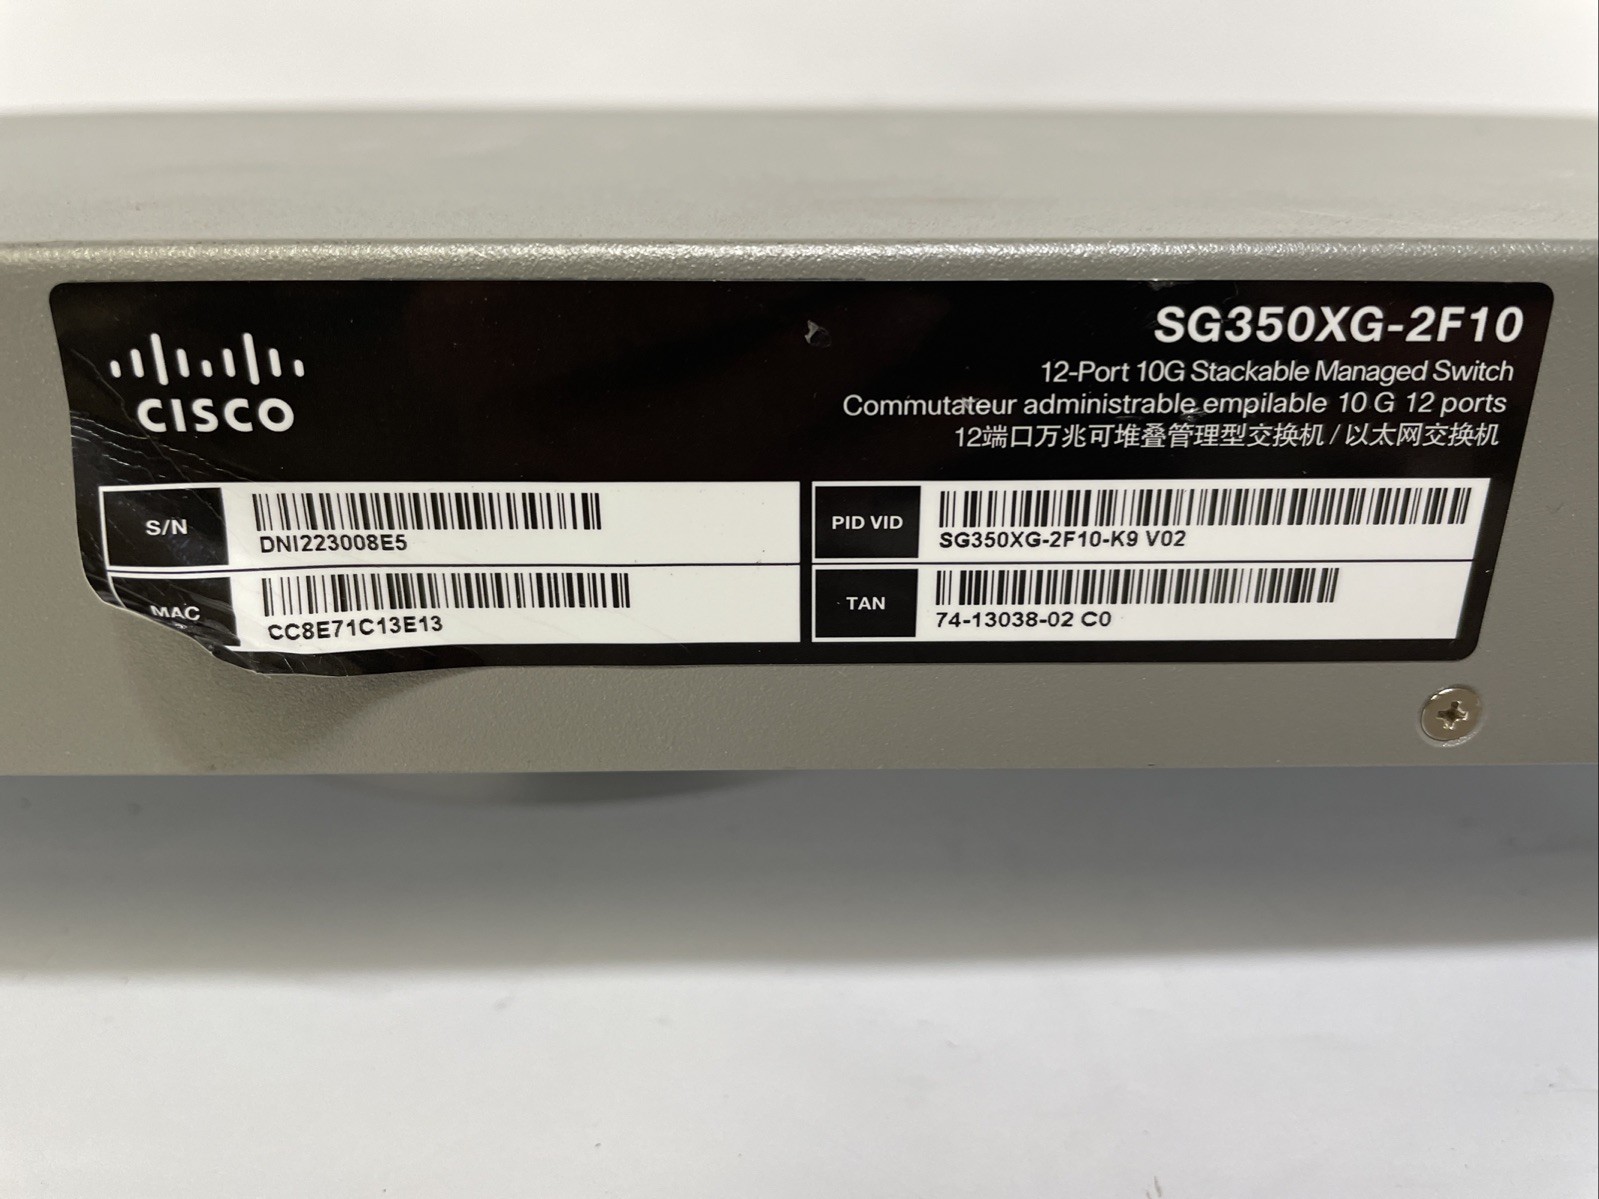 CISCO
SG350XG-2F10
12-Port 10G Stackable Managed Switch
Commutateur administrable empilable 10 G 12 ports
12端口万兆可堆叠管理型交换机 / 以太网交换机
S/N
DNI223008E5
PID VID
SG350XG-2F10-K9 V02
MAC
CC8E71C13E13
TAN
74-13038-02 C0